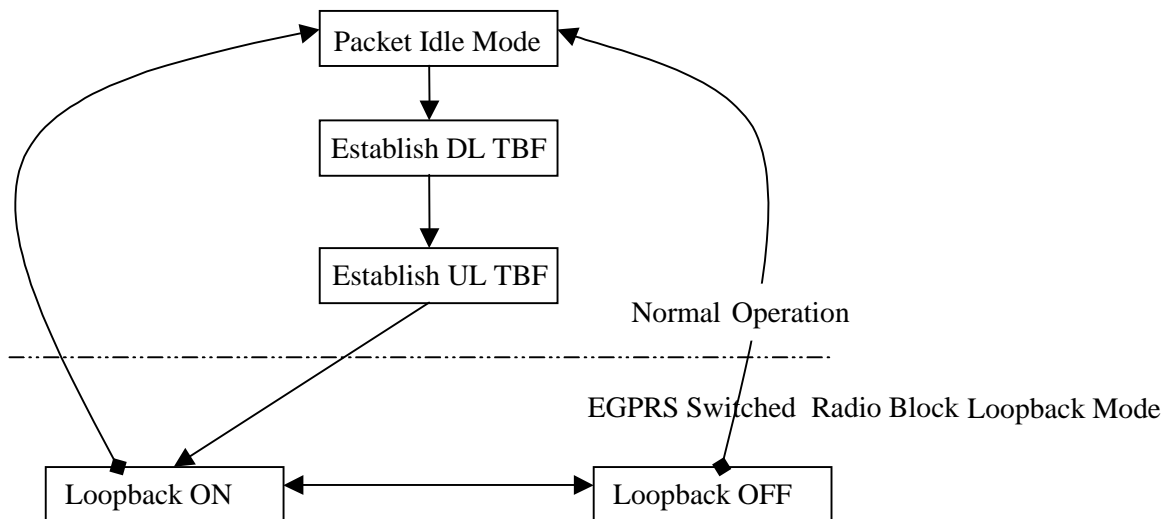 Packet Idle Mode
Establish DL TBF
Establish UL TBF
Normal Operation
EGPRS Switched Radio Block Loopback Mode
Loopback ON
Loopback OFF